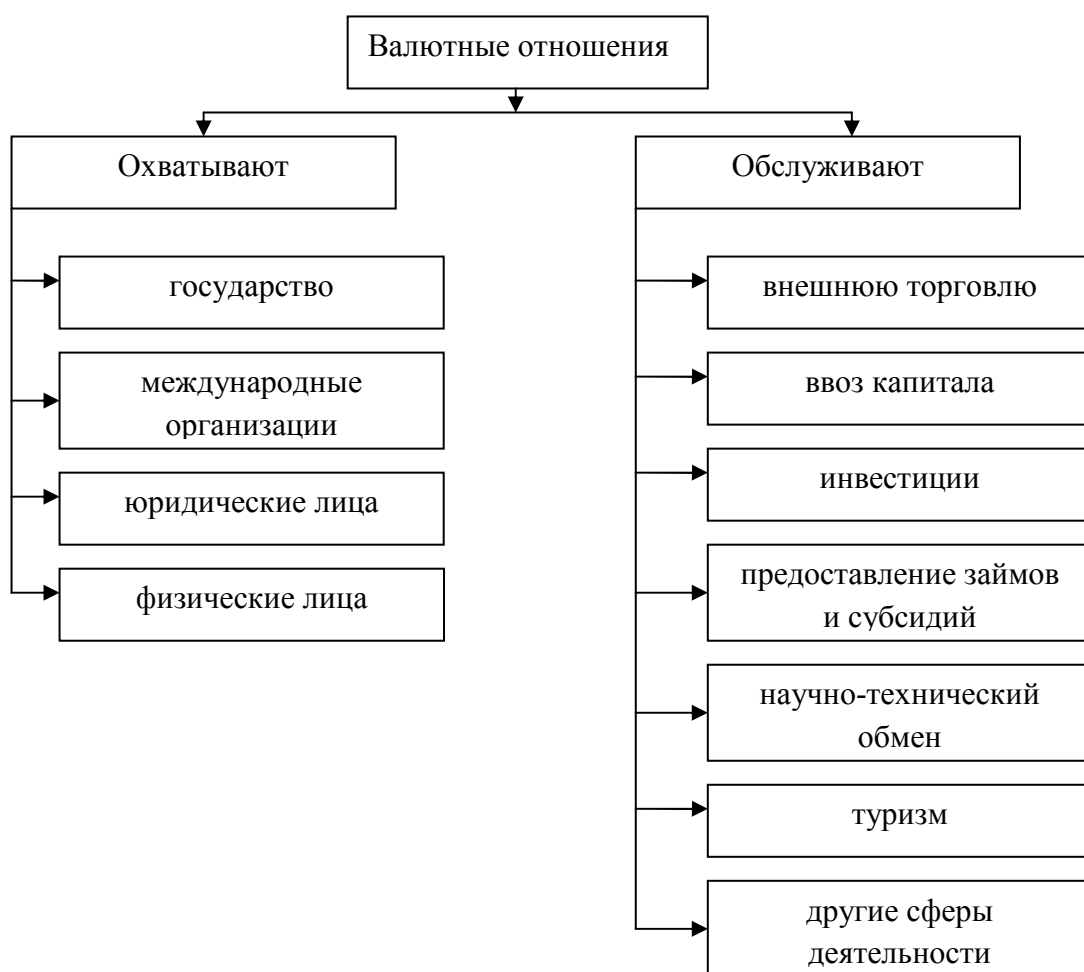 Валютные отношения
Охватывают
государство
международные
организации
юридические лица
физические лица
Обслуживают
внешнюю торговлю
ввоз капитала
инвестиции
предоставление займов
и субсидий
научно-технический
обмен
туризм
другие сферы
деятельности